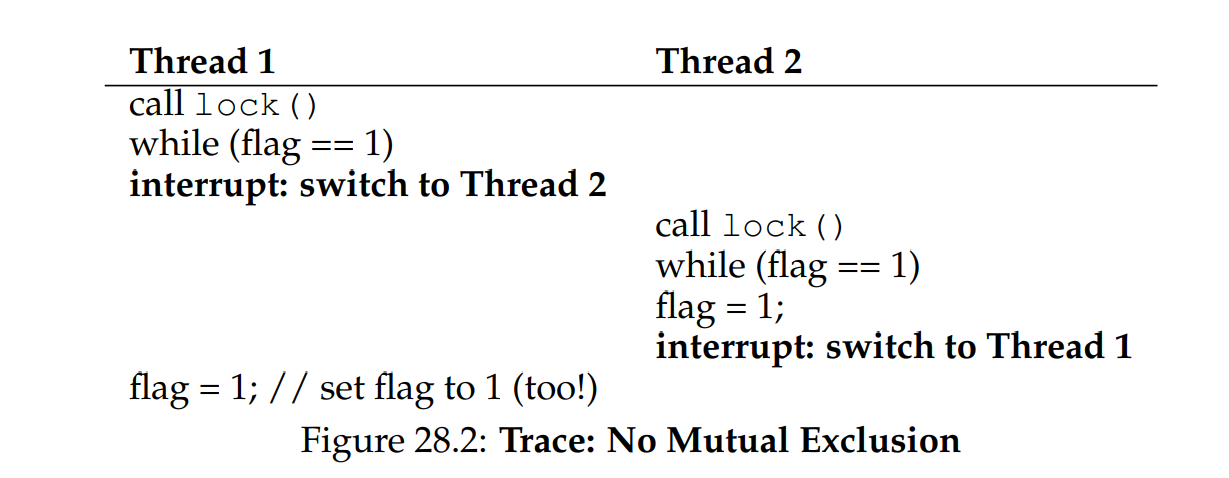 Thread 1 Thread 2
call lock()
while (flag == 1)
interrupt: switch to Thread 2
call lock()
while (flag == 1)
flag = 1;
interrupt: switch to Thread 1
flag = 1; // set flag to 1 (too!)
Figure 28.2: Trace: No Mutual Exclusion